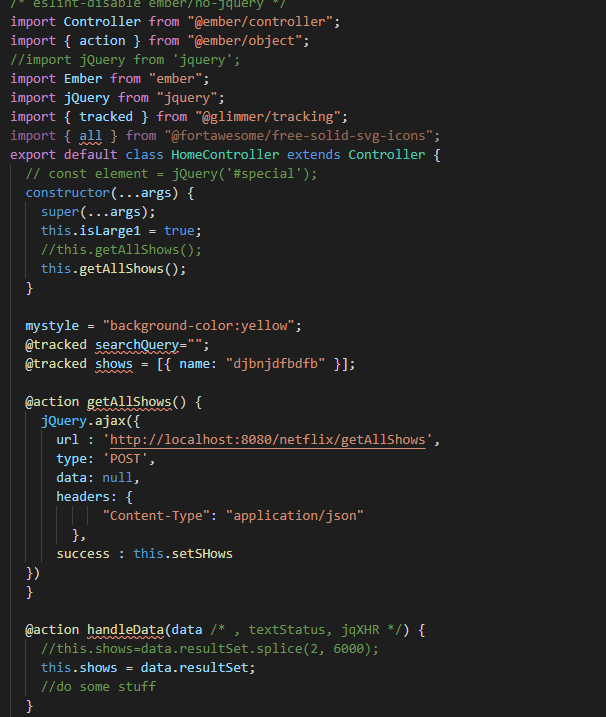 /* eslint-disable ember/no-jquery */
import Controller from "@ember/controller";
import { action } from "@ember/object";
//import jQuery from 'jquery';
import Ember from "ember";
import jQuery from "jquery";
import { tracked } from "@glimmer/tracking";
import { all } from "@fortawesome/free-solid-svg-icons";
export default class HomeController extends Controller {
  // const element = jQuery('#special');
  constructor(...args) {
    super(...args);
    this.isLarge1 = true;
    //this.getAllShows();
    this.getAllShows();
  }

  mystyle = "background-color:yellow";
  @tracked searchQuery="";
  @tracked shows = [{ name: "djbnjdfbdfb" }];

  @action getAllShows() {
    jQuery.ajax({
      url : 'http://localhost:8080/netflix/getAllShows',
      type: 'POST',
      data: null,
      headers: {
            "Content-Type": "application/json"
        },
      success : this.setSHows
  })
  }

  @action handleData(data /* , textStatus, jqXHR */) {
    //this.shows=data.resultSet.splice(2, 6000);
    this.shows = data.resultSet;
    //do some stuff
  }